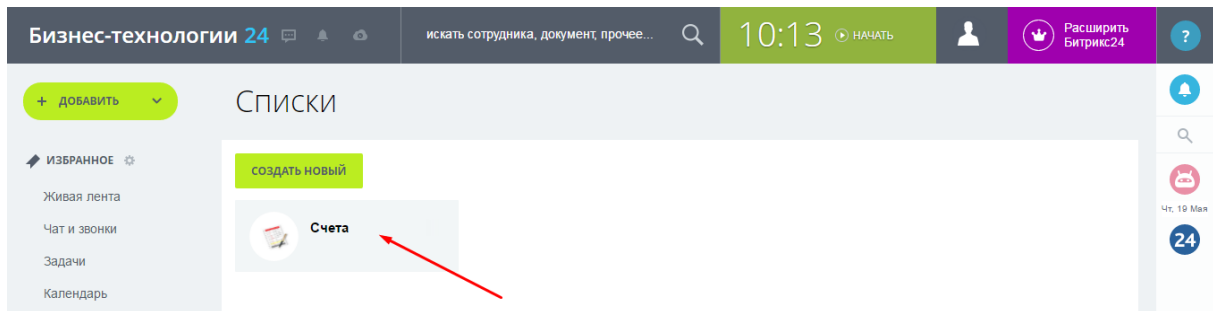 Бизнес-технологии 24
искать сотрудника, документ, прочее...
10:13 НАЧАТЬ
Расширить
Битрикс24
?
+ ДОБАВИТЬ
Списки
ИЗБРАННОЕ
СОЗДАТЬ НОВЫЙ
Живая лента
Чт, 19 Мая
Чат и звонки
Счета
24
Задачи
Календарь